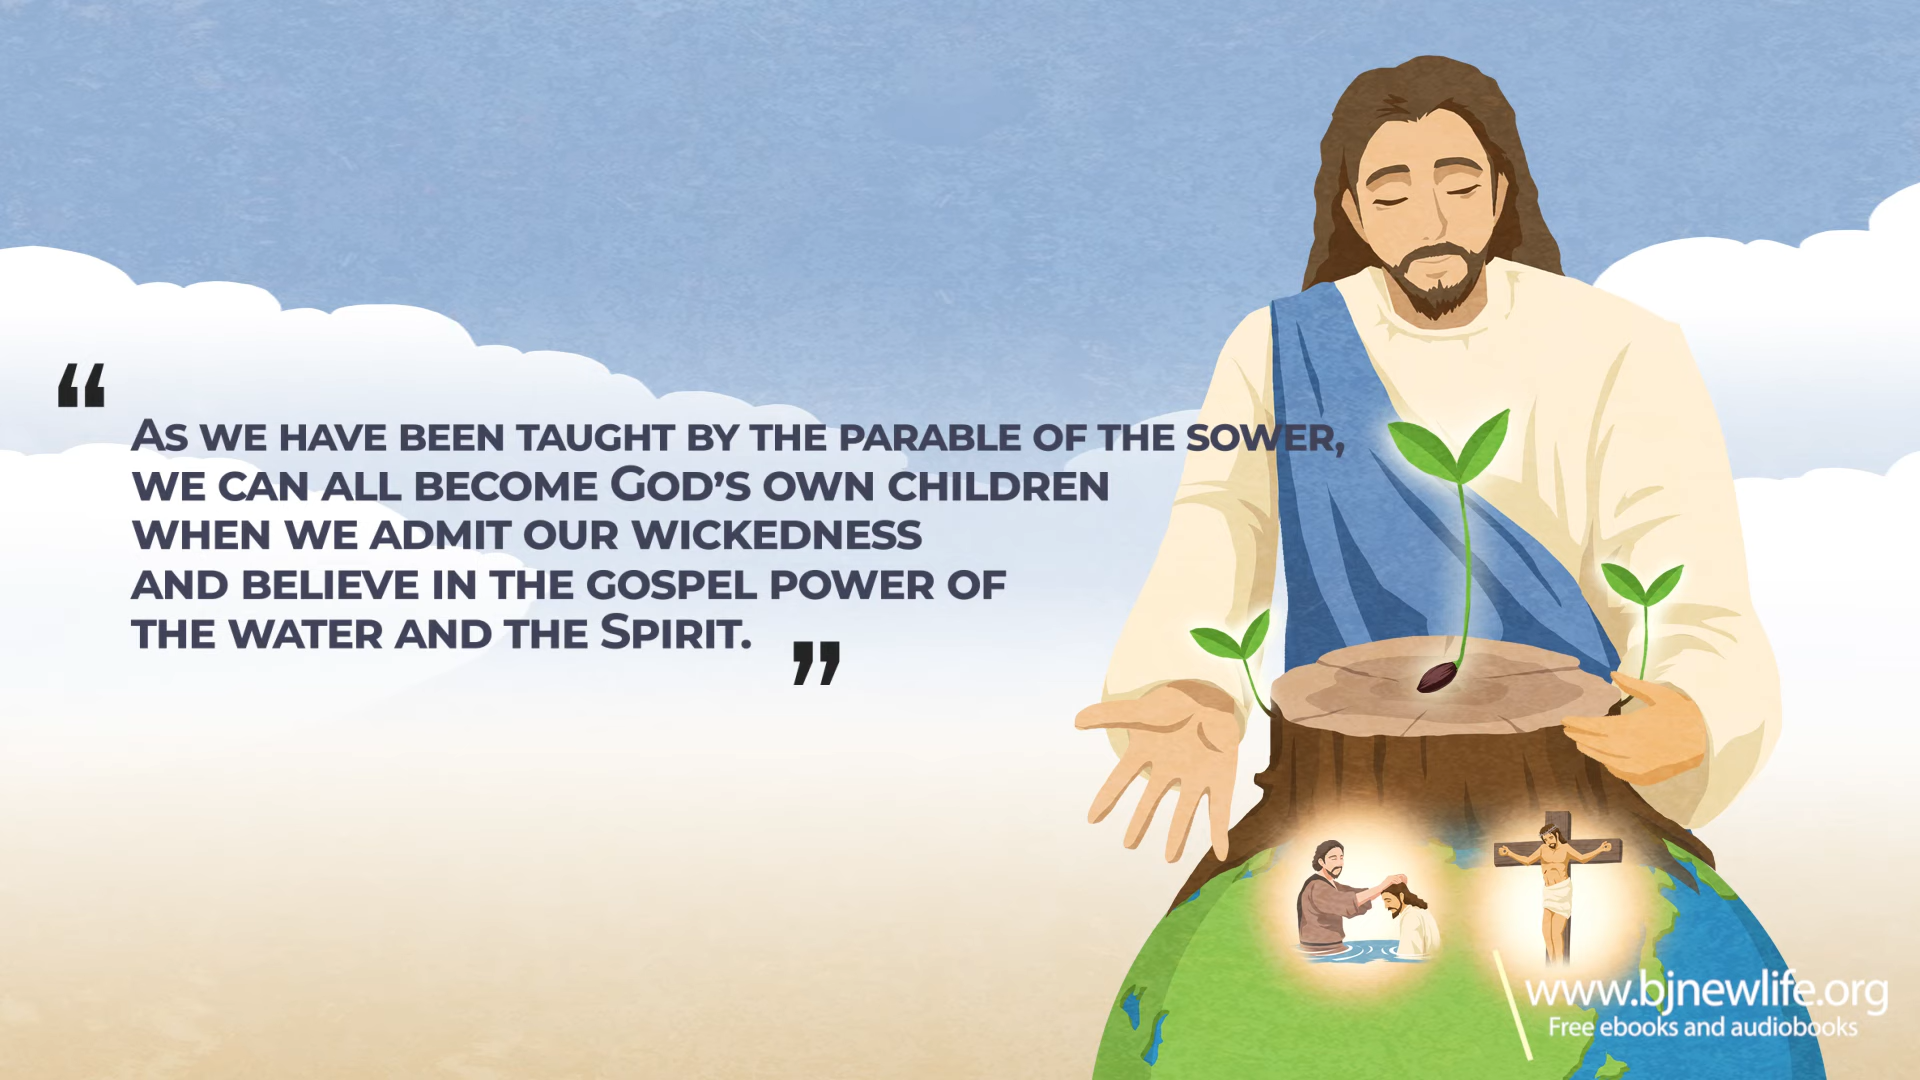 “
As we have been taught by the parable of the sower,
we can all become God’s own children
when we admit our wickedness
and believe in the gospel power of
the water and the Spirit.
”
www.bjnewlife.org
Free ebooks and audiobooks